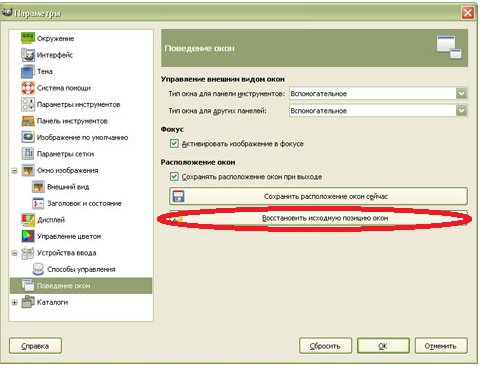 Параметры
Окружение
Интерфейс
Тема
Система помощи
Параметры инструментов
Панель инструментов
Изображение по умолчанию
Параметры сетки
Окно изображения
Внешний вид
Заголовок и состояние
Дисплей
Управление цветом
Устройства ввода
Способы управления
Поведение окон
Каталоги
Поведение окон
Управление внешним видом окон
Тип окна для панели инструментов: Вспомогательное
Тип окна для других панелей: Вспомогательное
Фокус
Активировать изображение в фокусе
Расположение окон
Сохранять расположение окон при выходе
Сохранить расположение окон сейчас
Восстановить исходную позицию окон
Справка
Сбросить
OK
Отменить